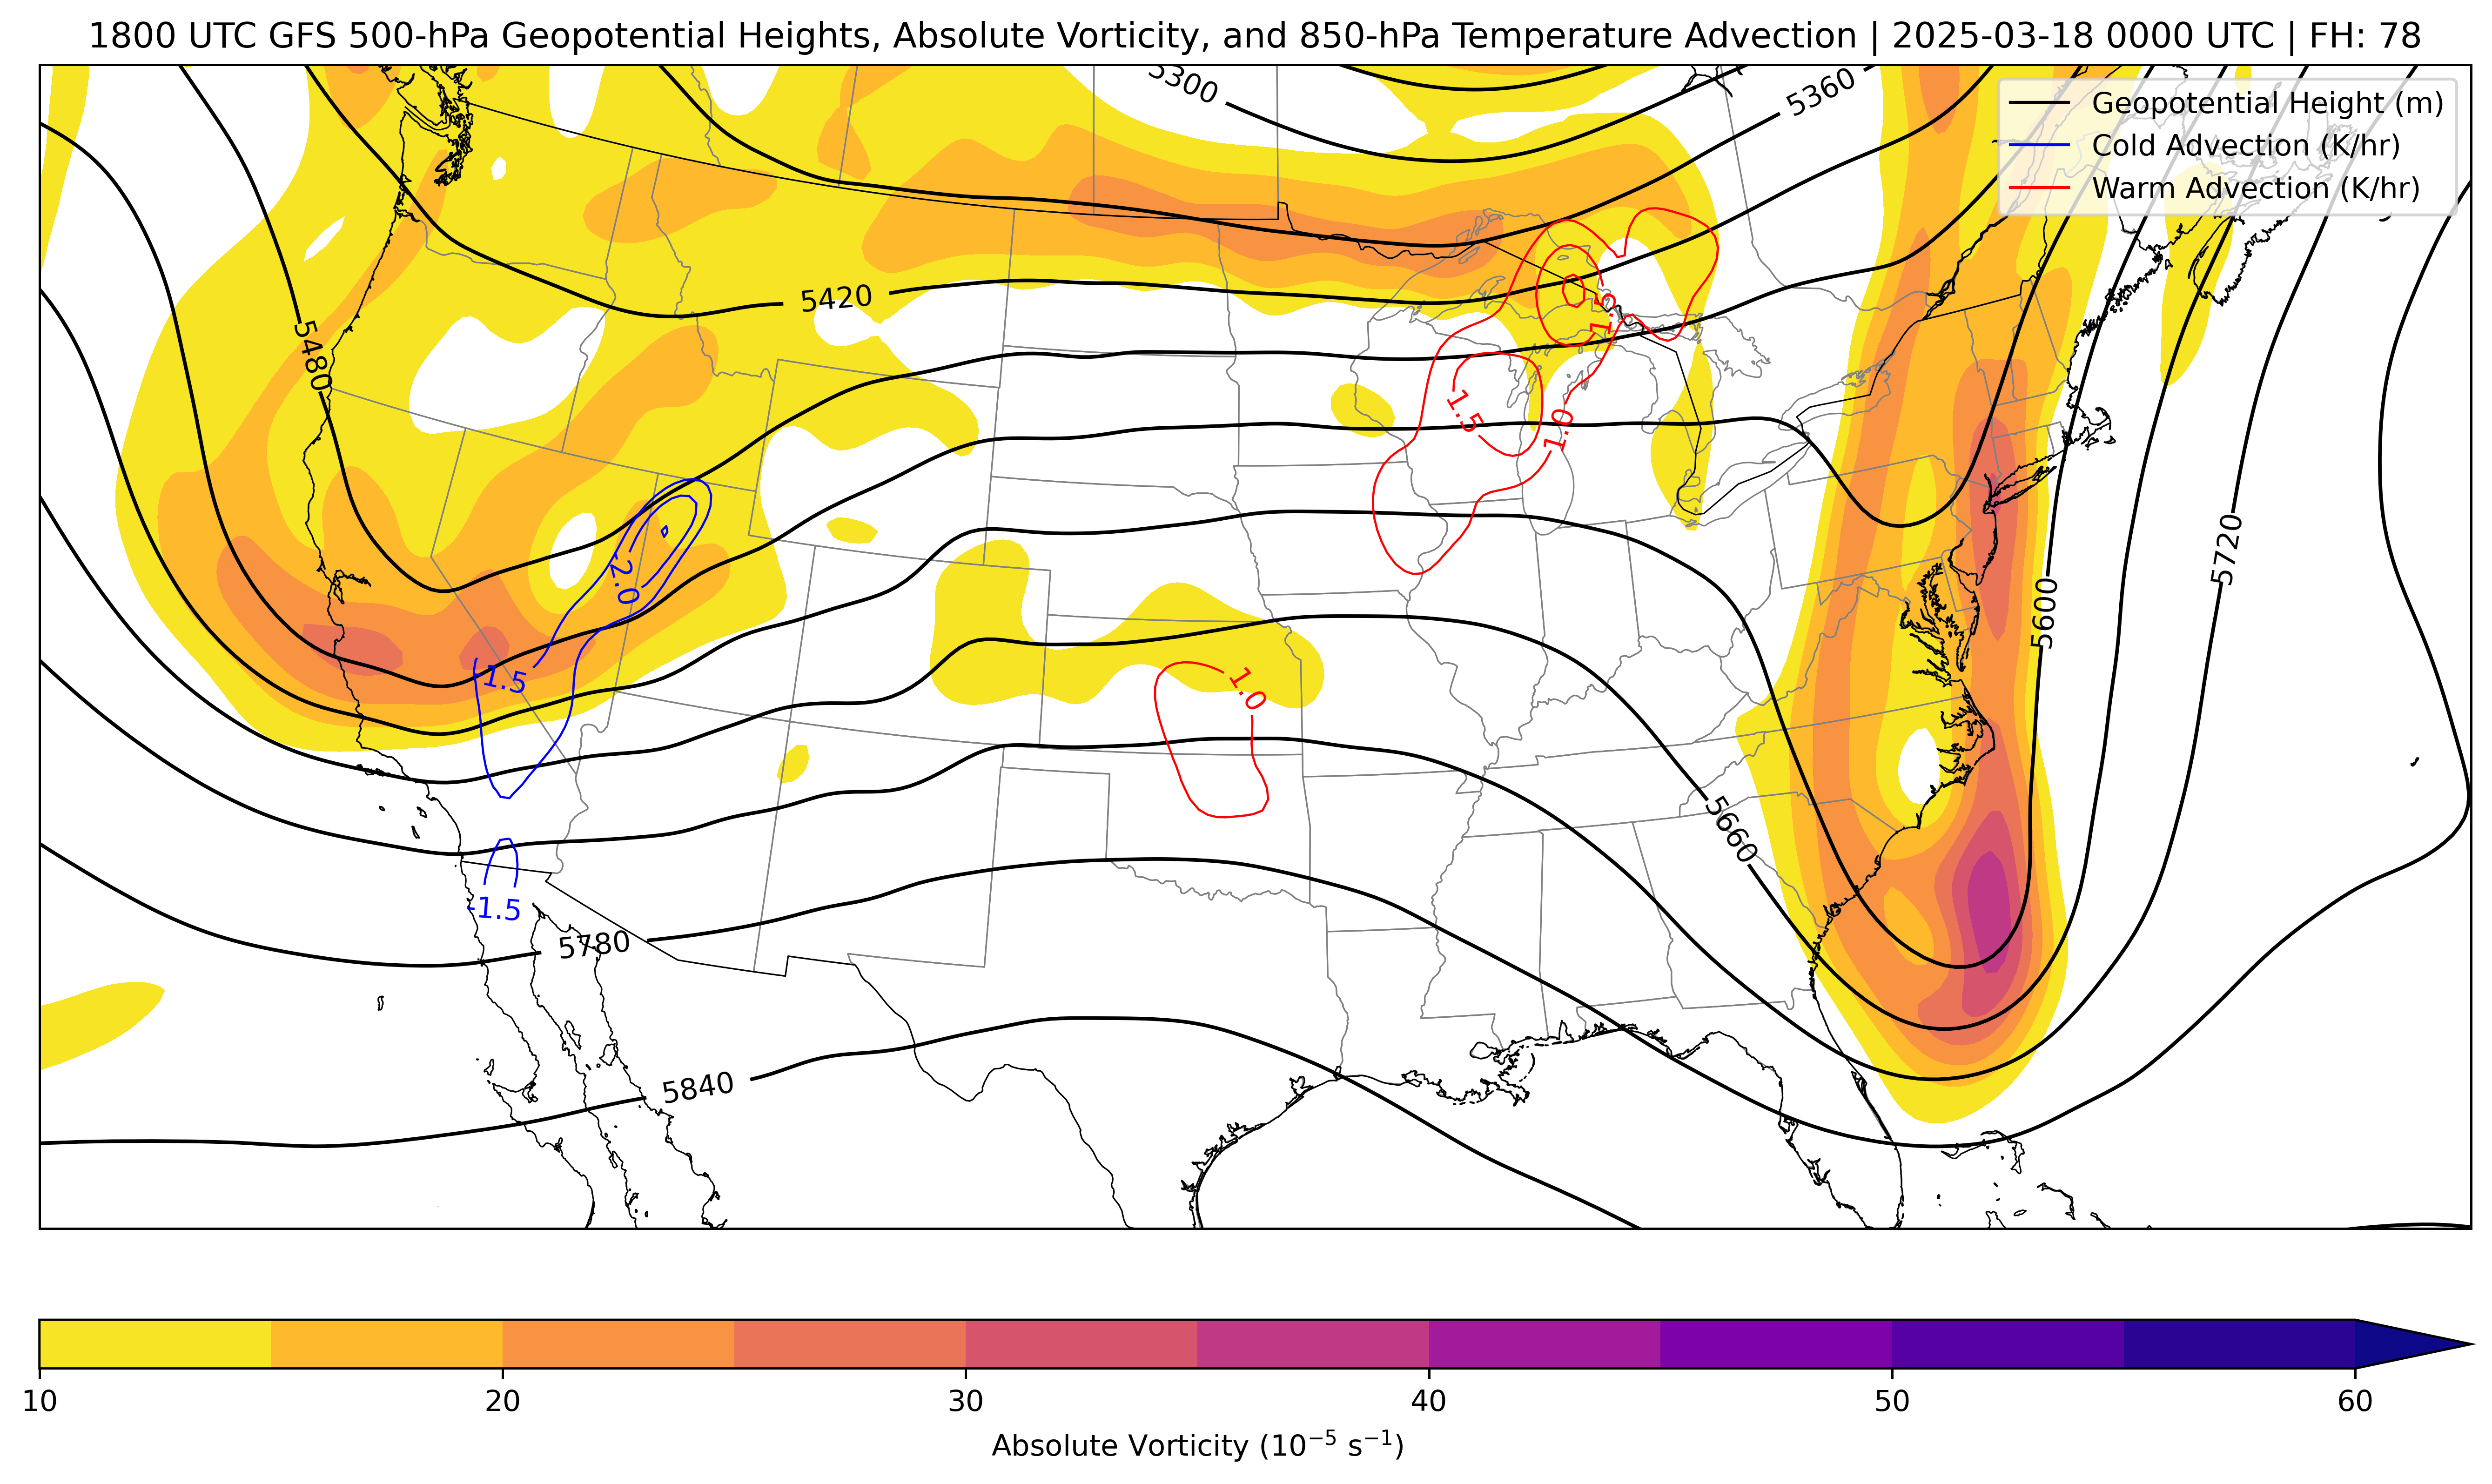 1800 UTC GFS 500-hPa Geopotential Heights, Absolute Vorticity, and 850-hPa Temperature Advection | 2025-03-18 0000 UTC | FH: 78
Geopotential Height (m)
Cold Advection (K/hr)
Warm Advection (K/hr)
5300
5360
5420
5480
1.5
1.5
1.0
-2.0
5720
5600
-1.5
1.0
5660
-1.5
5780
5840
10 20 30 40 50 60
Absolute Vorticity (10⁻⁵ s⁻¹)